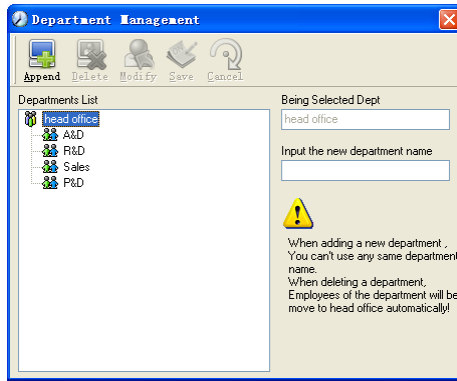 Department Management
Append Delete Modify Save Cancel
Departments List
head office
A&D
R&D
Sales
P&D
Being Selected Dept
head office
Input the new department name
When adding a new department ,
You can't use any same department
name.
When deleting a department,
Employees of the department will be
move to head office automatically!